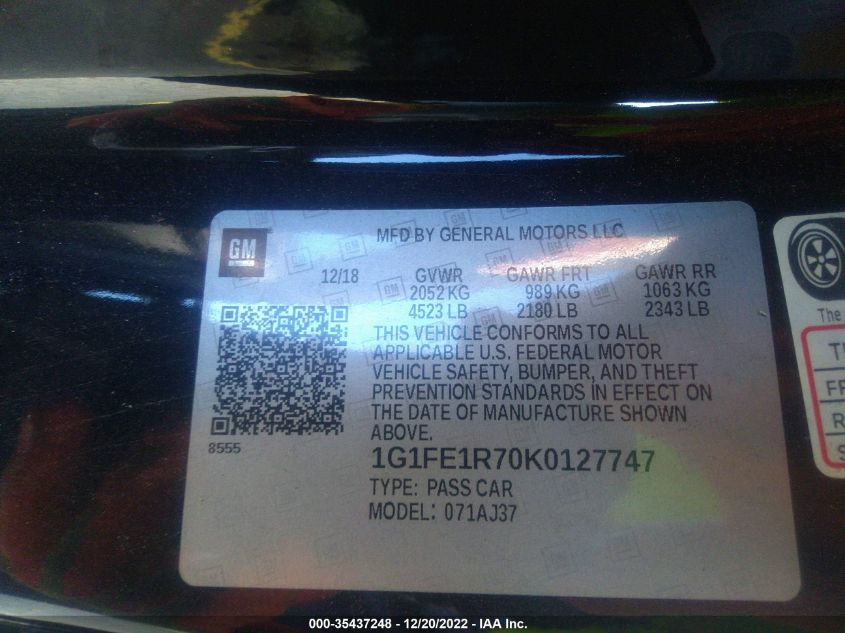 GM
MFD BY GENERAL MOTORS LLC
12/18 GVWR GAWR FRT GAWR RR
2052 KG 989 KG 1063 KG
4523 LB 2180 LB 2343 LB
THIS VEHICLE CONFORMS TO ALL
APPLICABLE U.S. FEDERAL MOTOR
VEHICLE SAFETY, BUMPER, AND THEFT
PREVENTION STANDARDS IN EFFECT ON
THE DATE OF MANUFACTURE SHOWN
ABOVE.
8555
1G1FE1R70K0127747
TYPE: PASS CAR
MODEL: 071AJ37
The
000-35437248 - 12/20/2022 - IAA Inc.